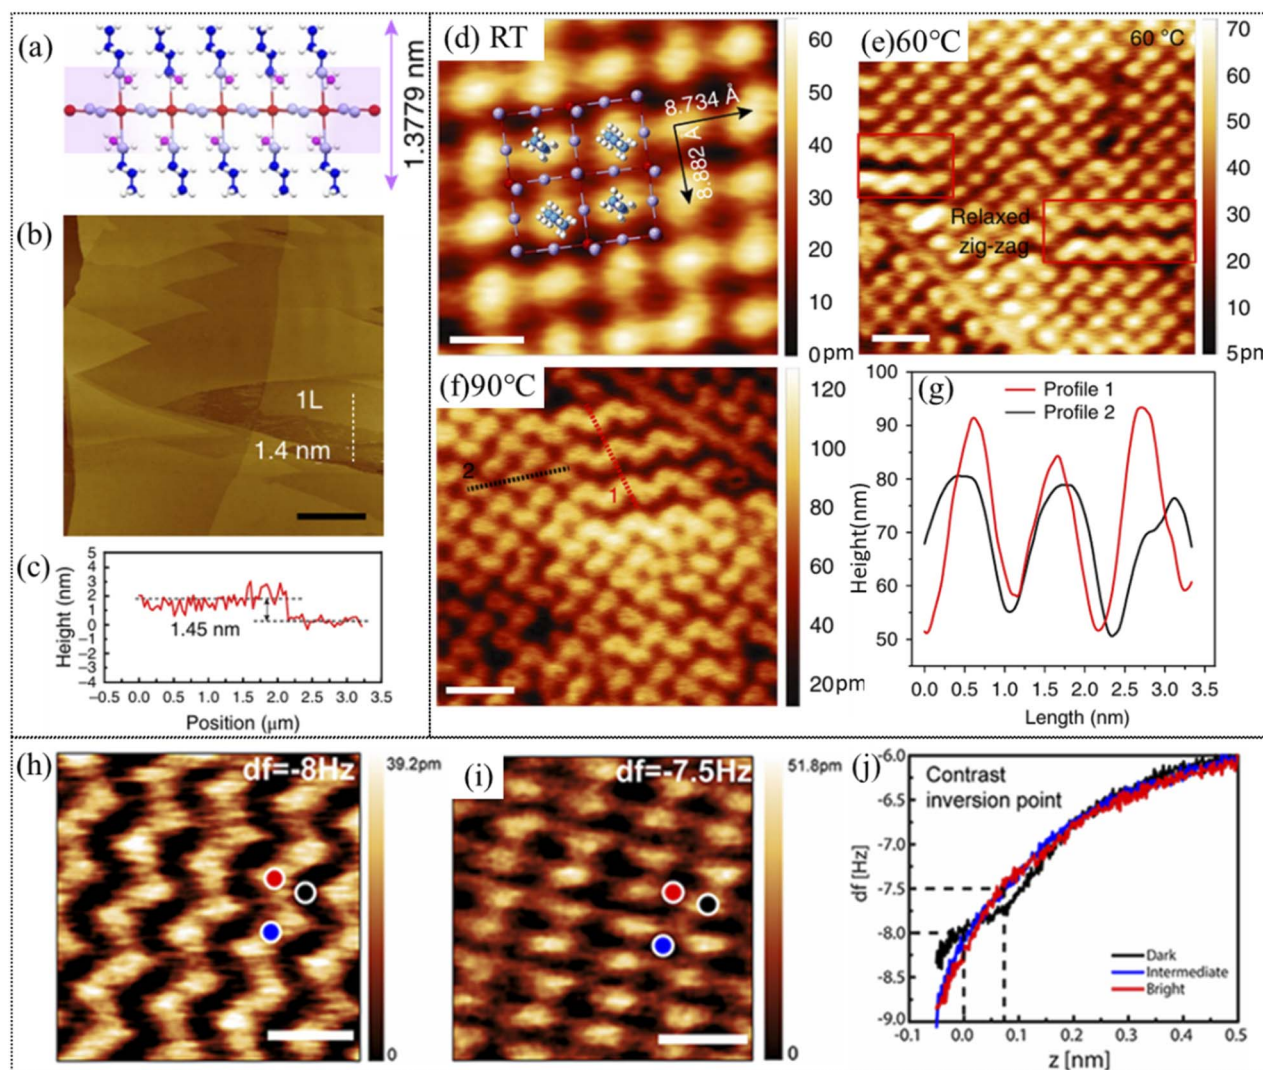 (a)
1.3779 nm
(b)
1L
1.4 nm
(c)
5
4
3
2
1
0
−1
−2
−3
−4
Height (nm)
1.45 nm
−0.5 0.0 0.5 1.0 1.5 2.0 2.5 3.0 3.5
Position (μm)
(d) RT
8.734 Å
8.882 Å
60
50
40
30
20
10
0pm
(e)60℃
60 °C
Relaxed
zig-zag
70
60
50
40
30
20
10
5pm
(f)90℃
2
1
120
100
80
60
40
20pm
(g)
Profile 1
Profile 2
100
90
80
70
60
50
Height(nm)
0.0 0.5 1.0 1.5 2.0 2.5 3.0 3.5
Length (nm)
(h)
df=-8Hz
39.2pm
0
(i)
df=-7.5Hz
51.8pm
0
(j)
Contrast
inversion point
-6.0
-6.5
-7.0
-7.5
-8.0
-8.5
-9.0
df [Hz]
Dark
Intermediate
Bright
-0.1 0.0 0.1 0.2 0.3 0.4 0.5
z [nm]